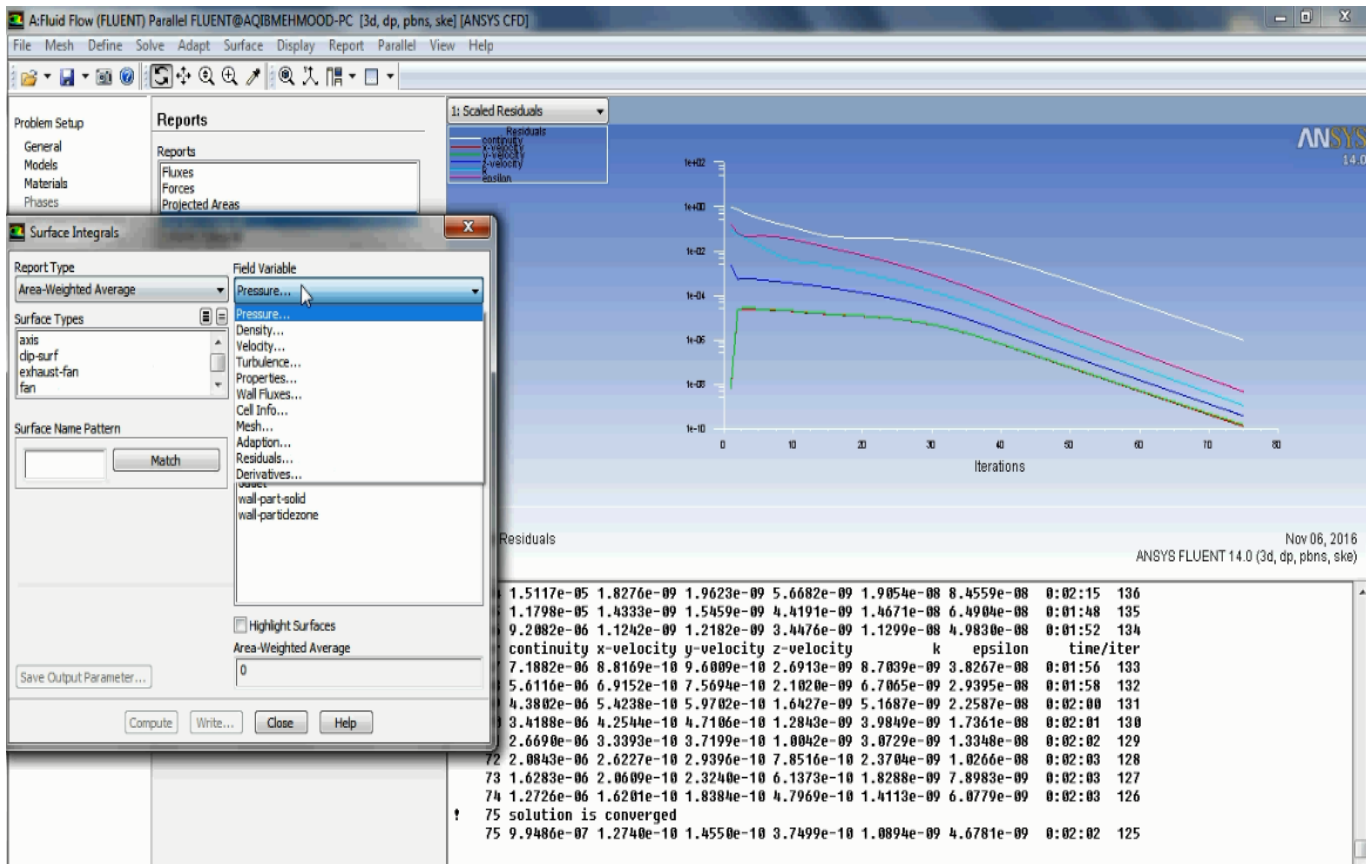 A:Fluid Flow (FLUENT) Parallel FLUENT@AQIBMEHMOOD-PC [3d, dp, pbns, ske] [ANSYS CFD]
File Mesh Define Solve Adapt Surface Display Report Parallel View Help
Problem Setup
General
Models
Materials
Phases
Reports
Reports
Fluxes
Forces
Projected Areas
Surface Integrals
Report Type
Area-Weighted Average
Surface Types
axis
clip-surf
exhaust-fan
fan
Surface Name Pattern
Match
Save Output Parameter...
Field Variable
Pressure...
Pressure...
Density...
Velocity...
Turbulence...
Properties...
Wall Fluxes...
Cell Info...
Mesh...
Adaption...
Residuals...
Derivatives...
wall-part-solid
wall-particlezone
Highlight Surfaces
Area-Weighted Average
0
Compute Write... Close Help
1: Scaled Residuals
Residuals
continuity
x-velocity
y-velocity
z-velocity
k
epsilon
ANSYS
14.0
1e+02
1e+00
1e-02
1e-04
1e-06
1e-08
1e-10
0 10 20 30 40 50 60 70 80
Iterations
Residuals
Nov 06, 2016
ANSYS FLUENT 14.0 (3d, dp, pbns, ske)
1.5117e-05 1.8276e-09 1.9623e-09 5.6682e-09 1.9054e-08 8.4559e-08 0:02:15 136
1.1798e-05 1.4333e-09 1.5459e-09 4.4191e-09 1.4671e-08 6.4904e-08 0:01:48 135
9.2082e-06 1.1242e-09 1.2182e-09 3.4476e-09 1.1299e-08 4.9830e-08 0:01:52 134
continuity x-velocity y-velocity z-velocity k epsilon time/iter
7.1882e-06 8.8169e-10 9.6009e-10 2.6913e-09 8.7039e-09 3.8267e-08 0:01:56 133
5.6116e-06 6.9152e-10 7.5694e-10 2.1020e-09 6.7065e-09 2.9395e-08 0:01:58 132
4.3802e-06 5.4238e-10 5.9702e-10 1.6427e-09 5.1687e-09 2.2587e-08 0:02:00 131
3.4188e-06 4.2544e-10 4.7106e-10 1.2843e-09 3.9849e-09 1.7361e-08 0:02:01 130
2.6690e-06 3.3393e-10 3.7199e-10 1.0042e-09 3.0729e-09 1.3348e-08 0:02:02 129
72 2.0843e-06 2.6227e-10 2.9396e-10 7.8516e-10 2.3704e-09 1.0266e-08 0:02:03 128
73 1.6283e-06 2.0609e-10 2.3240e-10 6.1373e-10 1.8288e-09 7.8983e-09 0:02:03 127
74 1.2726e-06 1.6201e-10 1.8384e-10 4.7969e-10 1.4113e-09 6.0779e-09 0:02:03 126
! 75 solution is converged
75 9.9486e-07 1.2740e-10 1.4550e-10 3.7499e-10 1.0894e-09 4.6781e-09 0:02:02 125